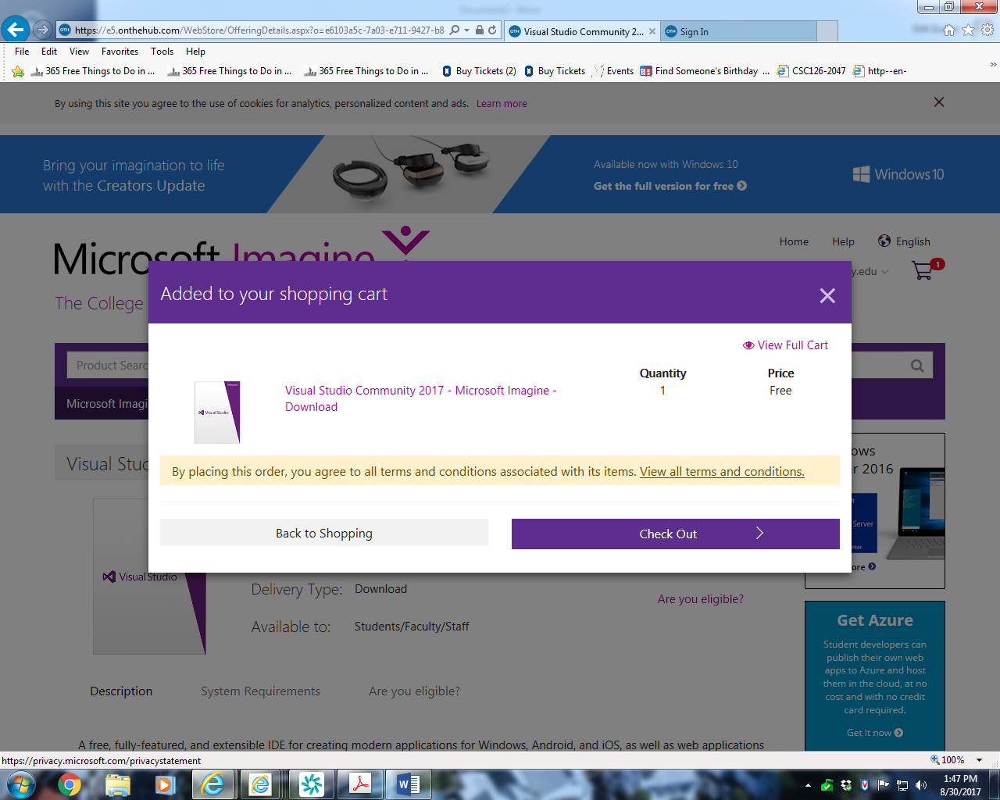 https://e5.onthehub.com/WebStore/OfferingDetails.aspx?o=e6103a5c-7a03-e711-9427-b8
OTH Visual Studio Community 2...
OTH Sign In
File Edit View Favorites Tools Help
365 Free Things to Do in ... 365 Free Things to Do in ... 365 Free Things to Do in ... Buy Tickets (2) Buy Tickets Events Find Someone's Birthday ... CSC126-2047 http--en-
By using this site you agree to the use of cookies for analytics, personalized content and ads. Learn more
Bring your imagination to life
with the Creators Update
Available now with Windows 10
Get the full version for free
Windows10
Home Help English
Microsoft Imagine
y.edu
1
The College
Added to your shopping cart
View Full Cart
Product Searc
Microsoft Imagi
Quantity Price
Visual Studio Community 2017 - Microsoft Imagine -
Download
1 Free
Visual Studio
By placing this order, you agree to all terms and conditions associated with its items. View all terms and conditions.
Back to Shopping
Check Out
Visual Stud
ows
r 2016
Server
nter
ore
Visual Studio
Delivery Type: Download
Are you eligible?
Available to: Students/Faculty/Staff
Get Azure
Student developers can
publish their own web
apps to Azure and host
them in the cloud, at no
cost and with no credit
card required.
Get it now
Description System Requirements Are you eligible?
A free, fully-featured, and extensible IDE for creating modern applications for Windows, Android, and iOS, as well as web applications
https://privacy.microsoft.com/privacystatement
100%
1:47 PM
8/30/2017